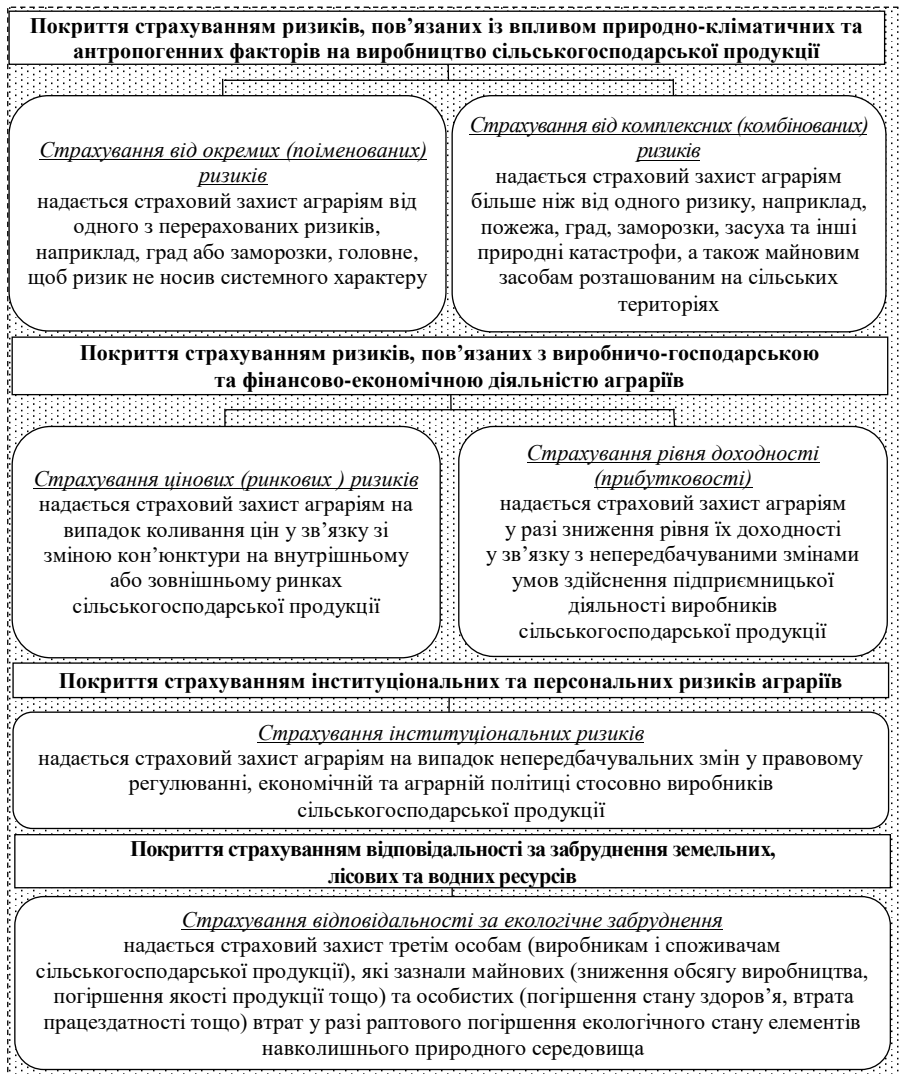 Покриття страхуванням ризиків, пов’язаних із впливом природно-кліматичних та
антропогенних факторів на виробництво сільськогосподарської продукції
Страхування від окремих (поіменованих)
ризиків
надається страховий захист аграріям від
одного з перерахованих ризиків,
наприклад, град або заморозки, головне,
щоб ризик не носив системного характеру
Страхування від комплексних (комбінованих)
ризиків
надається страховий захист аграріям
більше ніж від одного ризику, наприклад,
пожежа, град, заморозки, засуха та інші
природні катастрофи, а також майновим
засобам розташованим на сільських
територіях
Покриття страхуванням ризиків, пов’язаних з виробничо-господарською
та фінансово-економічною діяльністю аграріїв
Страхування цінових (ринкових ) ризиків
надається страховий захист аграріям на
випадок коливання цін у зв’язку зі
зміною кон’юнктури на внутрішньому
або зовнішньому ринках
сільськогосподарської продукції
Страхування рівня доходності
(прибутковості)
надається страховий захист аграріям
у разі зниження рівня їх доходності
у зв’язку з непередбачуваними змінами
умов здійснення підприємницької
діяльності виробників
сільськогосподарської продукції
Покриття страхуванням інституціональних та персональних ризиків аграріїв
Страхування інституціональних ризиків
надається страховий захист аграріям на випадок непередбачувальних змін у правовому
регулюванні, економічній та аграрній політиці стосовно виробників
сільськогосподарської продукції
Покриття страхуванням відповідальності за забруднення земельних,
лісових та водних ресурсів
Страхування відповідальності за екологічне забруднення
надається страховий захист третім особам (виробникам і споживачам
сільськогосподарської продукції), які зазнали майнових (зниження обсягу виробництва,
погіршення якості продукції тощо) та особистих (погіршення стану здоров’я, втрата
працездатності тощо) втрат у разі раптового погіршення екологічного стану елементів
навколишнього природного середовища